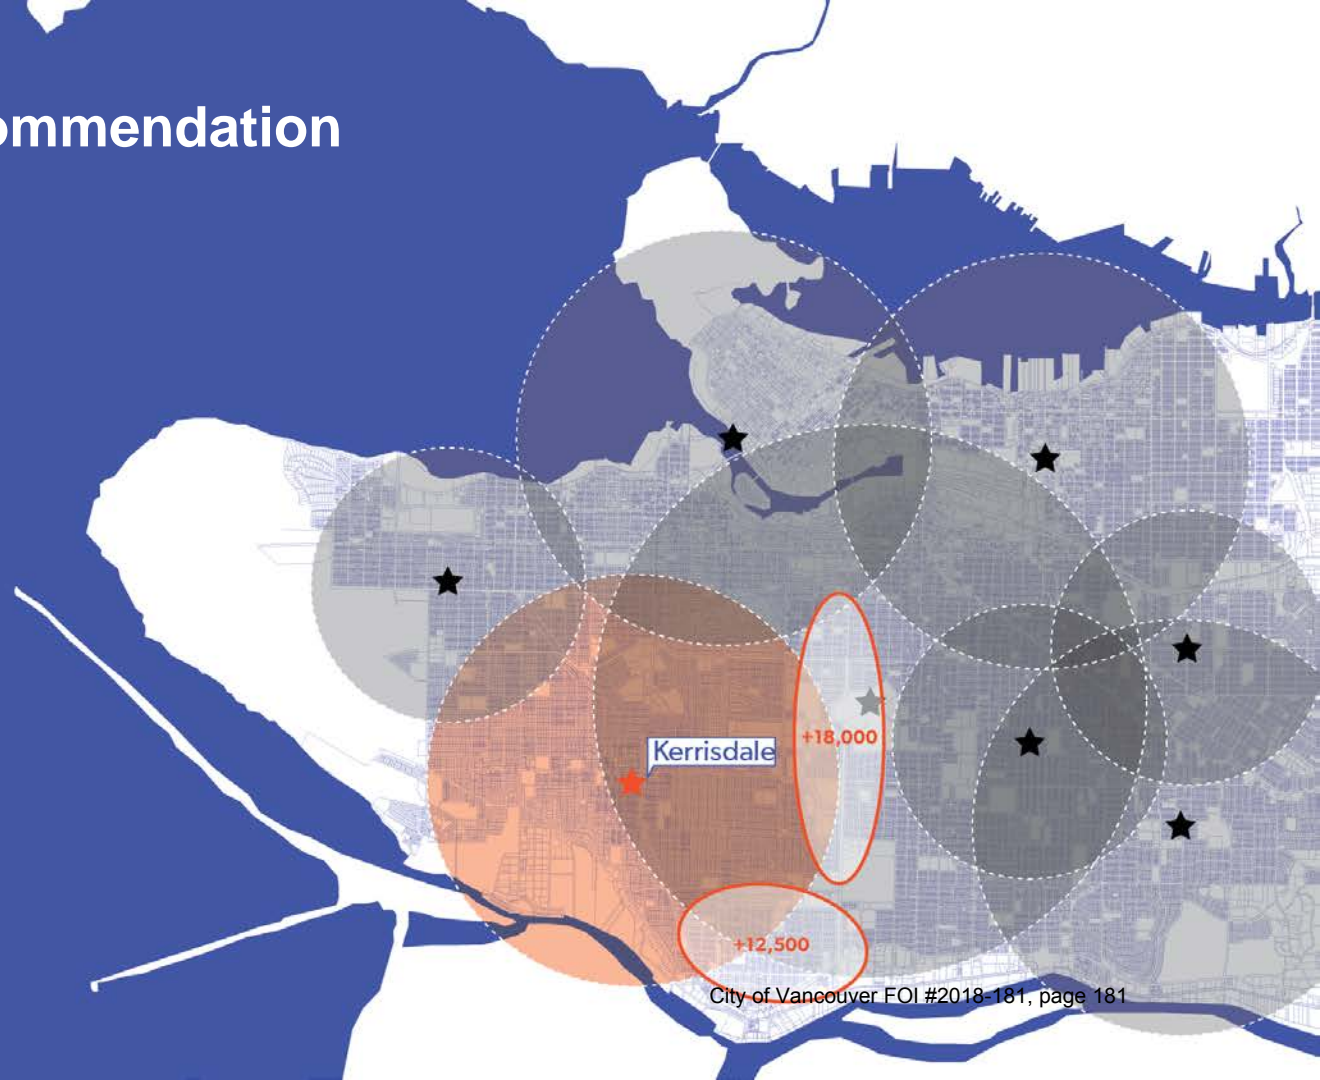 ommendation
+18,000
Kerrisdale
+12,500
City of Vancouver FOI #2018-181, page 181